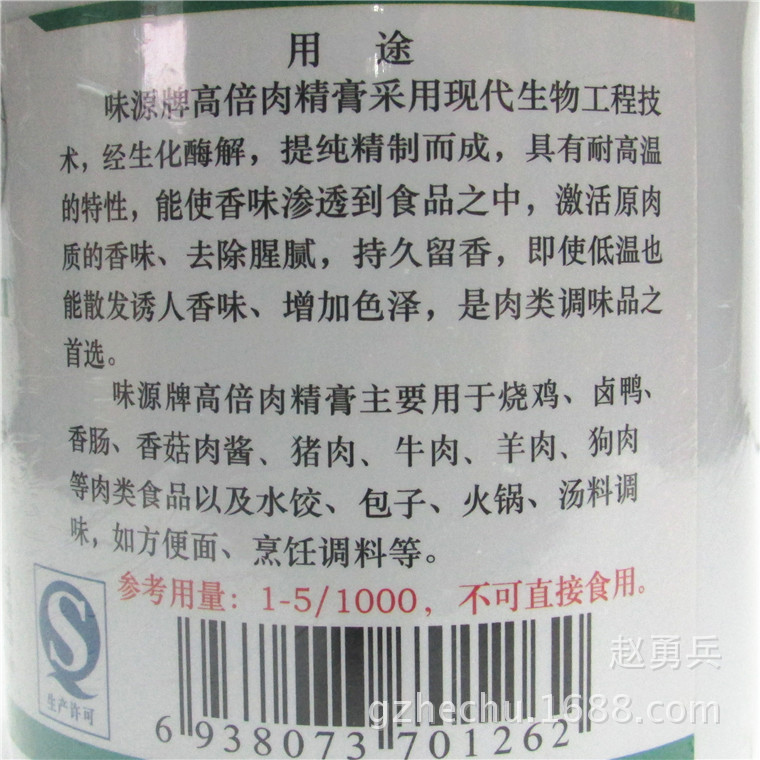 用 途
味源牌高倍肉精膏采用现代生物工程技
术，经生化酶解，提纯精制而成，具有耐高温
的特性，能使香味渗透到食品之中，激活原肉
质的香味、去除腥腻，持久留香，即使低温也
能散发诱人香味、增加色泽，是肉类调味品之
首选。
味源牌高倍肉精膏主要用于烧鸡、卤鸭、
香肠、香菇肉酱、猪肉、牛肉、羊肉、狗肉
等肉类食品以及水饺、包子、火锅、汤料调
味，如方便面、烹饪调料等。
参考用量：1-5/1000，不可直接食用。
生产许可
6 938073 701262
赵勇兵
gzhechu.1688.com